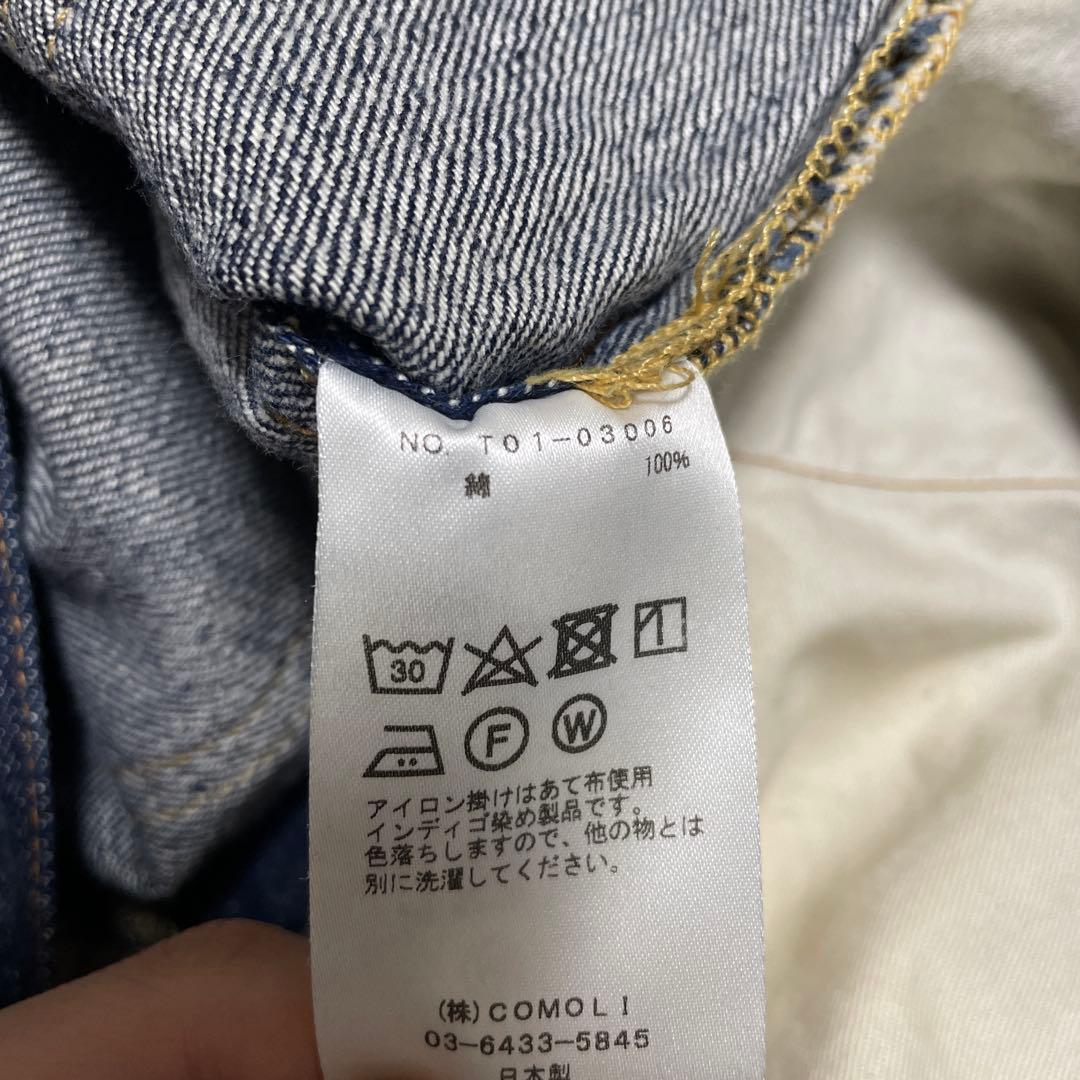 NO. T01-03006
綿 100%
30
F W
アイロン掛けはあて布使用
インディゴ染め製品です。
色落ちしますので、他の物とは
別に洗濯してください。
(株)COMOLI
03-6433-5845
日本製